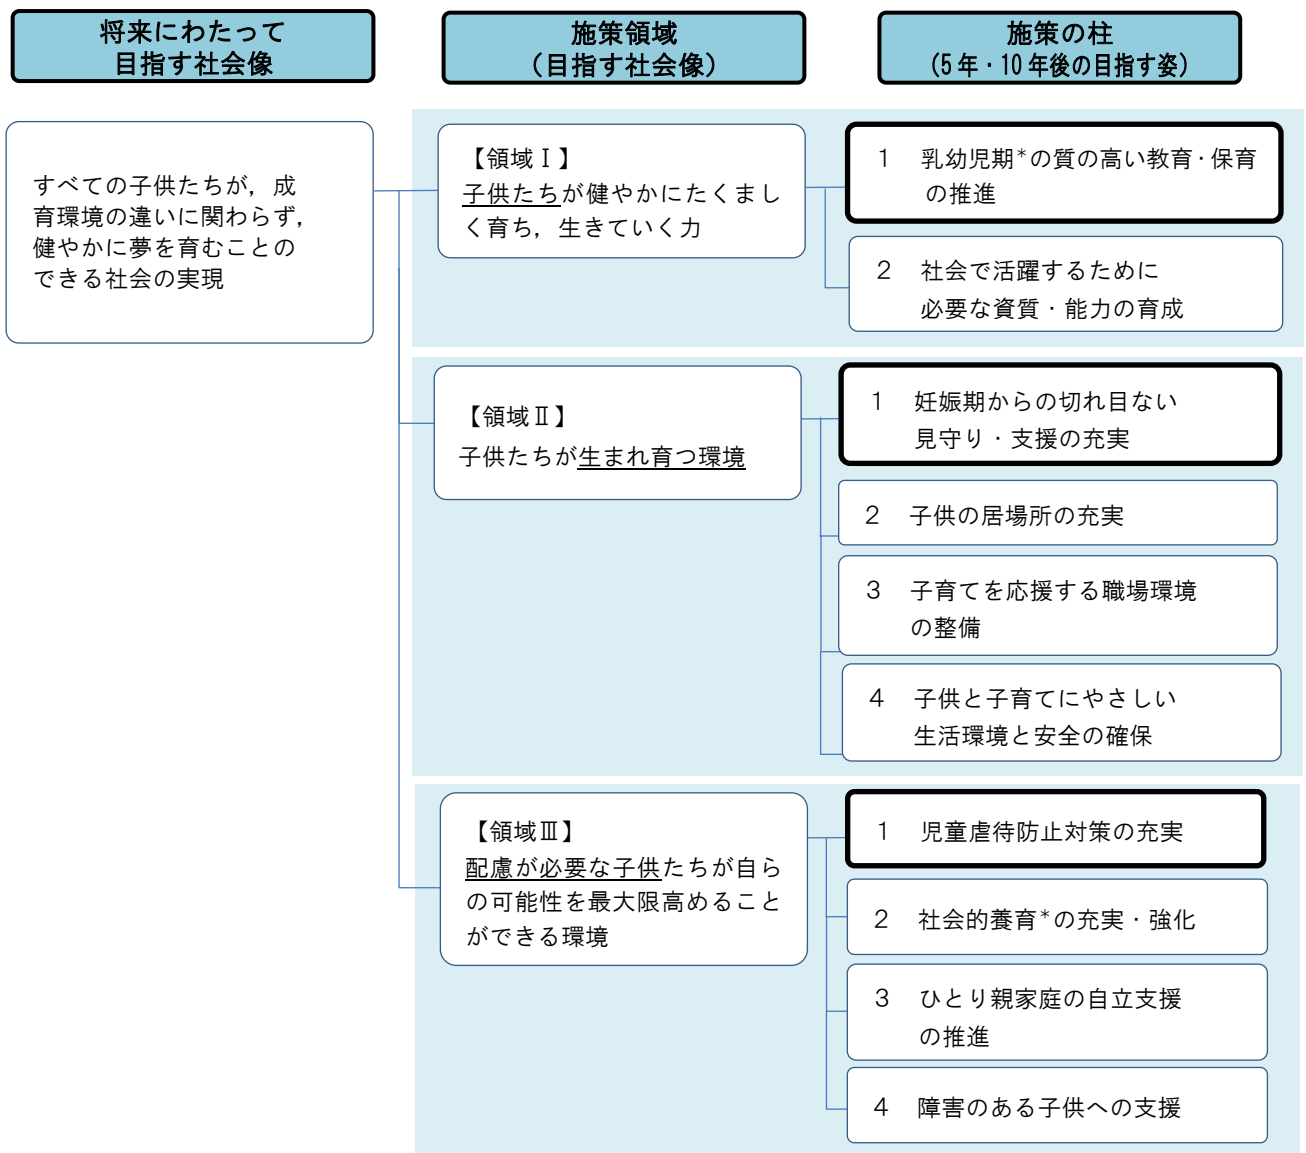 将来にわたって
目指す社会像
施策領域
（目指す社会像）
施策の柱
（5年・10年後の目指す姿）
すべての子供たちが，成
育環境の違いに関わらず，
健やかに夢を育むことの
できる社会の実現
【領域Ⅰ】
子供たちが健やかにたくまし
く育ち，生きていく力
1　乳幼児期*の質の高い教育・保育
の推進
2　社会で活躍するために
必要な資質・能力の育成
【領域Ⅱ】
子供たちが生まれ育つ環境
1　妊娠期からの切れ目ない
見守り・支援の充実
2　子供の居場所の充実
3　子育てを応援する職場環境
の整備
4　子供と子育てにやさしい
生活環境と安全の確保
【領域Ⅲ】
配慮が必要な子供たちが自ら
の可能性を最大限高めること
ができる環境
1　児童虐待防止対策の充実
2　社会的養育*の充実・強化
3　ひとり親家庭の自立支援
の推進
4　障害のある子供への支援